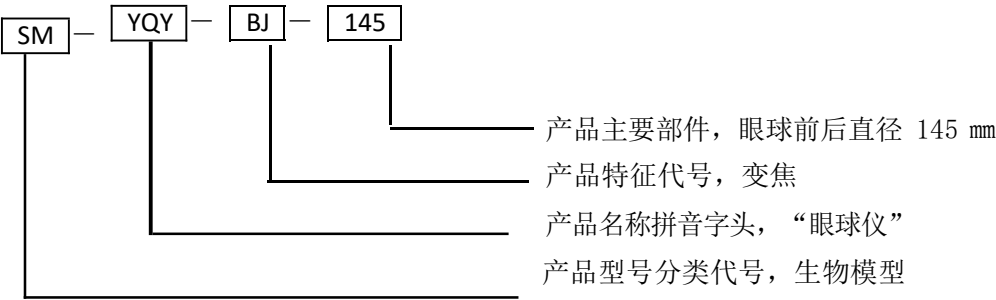 SM－YQY－BJ－145
产品主要部件，眼球前后直径 145 mm
产品特征代号，变焦
产品名称拼音字头，“眼球仪”
产品型号分类代号，生物模型